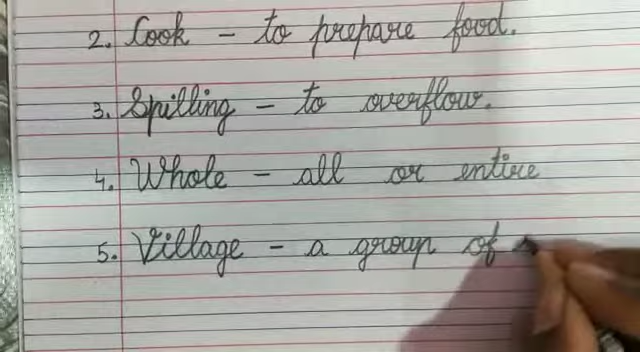 2. Cook - to prepare food.
3. Spilling - to overflow.
4. Whole - all or entire
5. Village - a group of